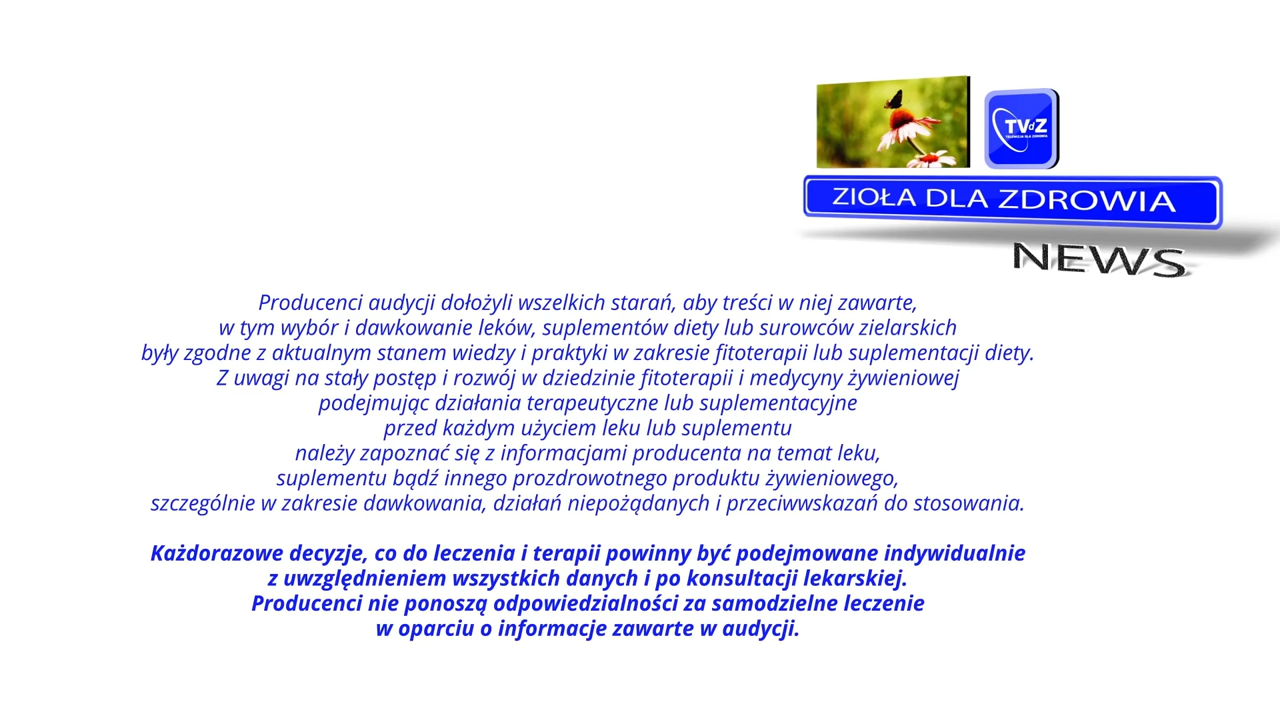 TVdZ
TELEWIZJA DLA ZDROWIA
ZIOŁA DLA ZDROWIA
NEWS
Producenci audycji dołożyli wszelkich starań, aby treści w niej zawarte,
w tym wybór i dawkowanie leków, suplementów diety lub surowców zielarskich
były zgodne z aktualnym stanem wiedzy i praktyki w zakresie fitoterapii lub suplementacji diety.
Z uwagi na stały postęp i rozwój w dziedzinie fitoterapii i medycyny żywieniowej
podejmując działania terapeutyczne lub suplementacyjne
przed każdym użyciem leku lub suplementu
należy zapoznać się z informacjami producenta na temat leku,
suplementu bądź innego prozdrowotnego produktu żywieniowego,
szczególnie w zakresie dawkowania, działań niepożądanych i przeciwwskazań do stosowania.
Każdorazowe decyzje, co do leczenia i terapii powinny być podejmowane indywidualnie
z uwzględnieniem wszystkich danych i po konsultacji lekarskiej.
Producenci nie ponoszą odpowiedzialności za samodzielne leczenie
w oparciu o informacje zawarte w audycji.